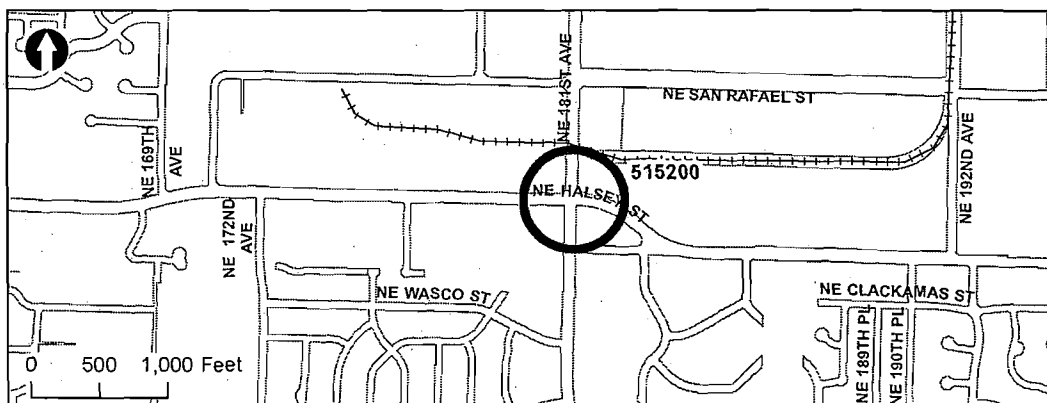 NE 181ST AVE
NE SAN RAFAEL ST
NE 169TH
AVE
515200
NE HALSEY ST
NE 192ND AVE
NE 172ND
AVE
NE WASCO ST
NE CLACKAMAS ST
NE 189TH PL
NE 190TH PL
0 500 1,000 Feet